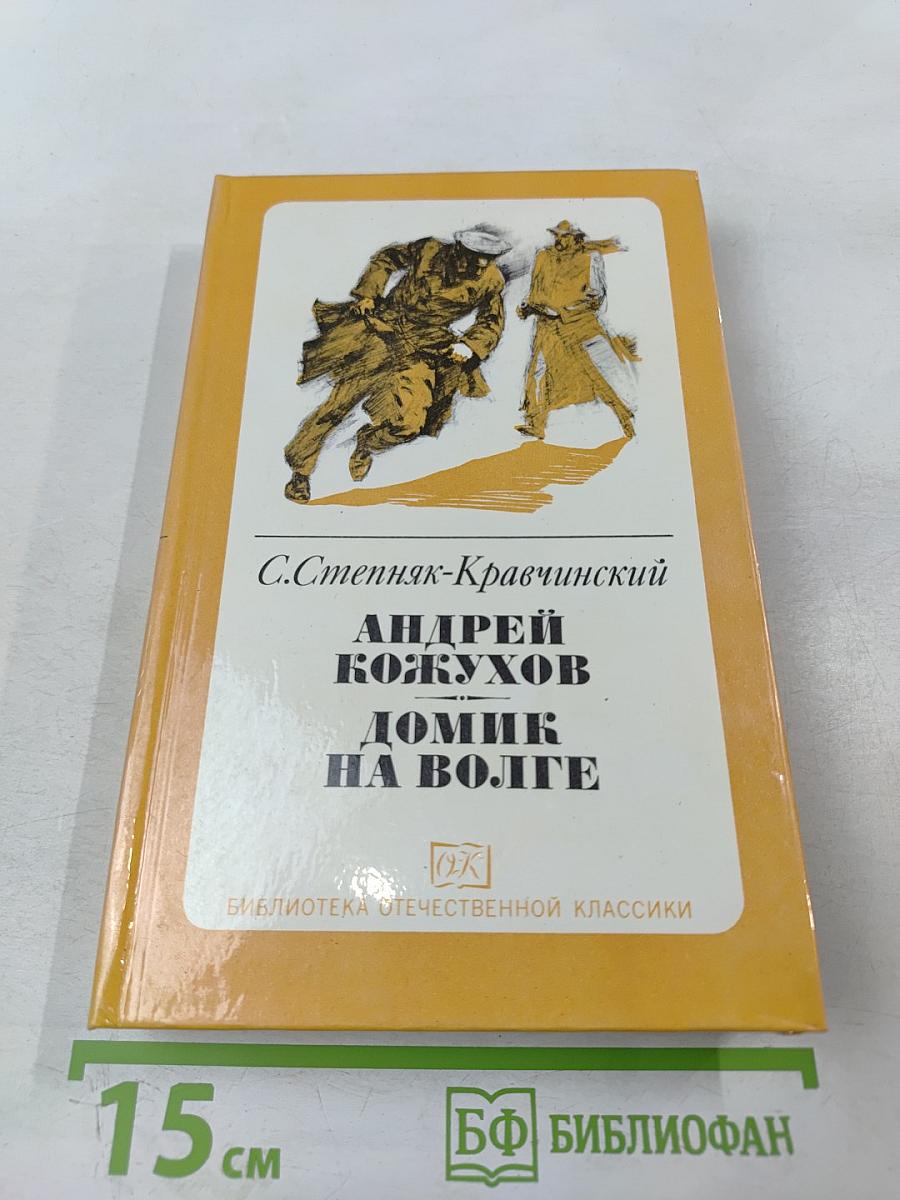 С.Степняк-Кравчинский
АНДРЕЙ
КОЖУХОВ
ДОМИК
НА ВОЛГЕ
ОК
БИБЛИОТЕКА ОТЕЧЕСТВЕННОЙ КЛАССИКИ
15 см
БФ БИБЛИОФАН